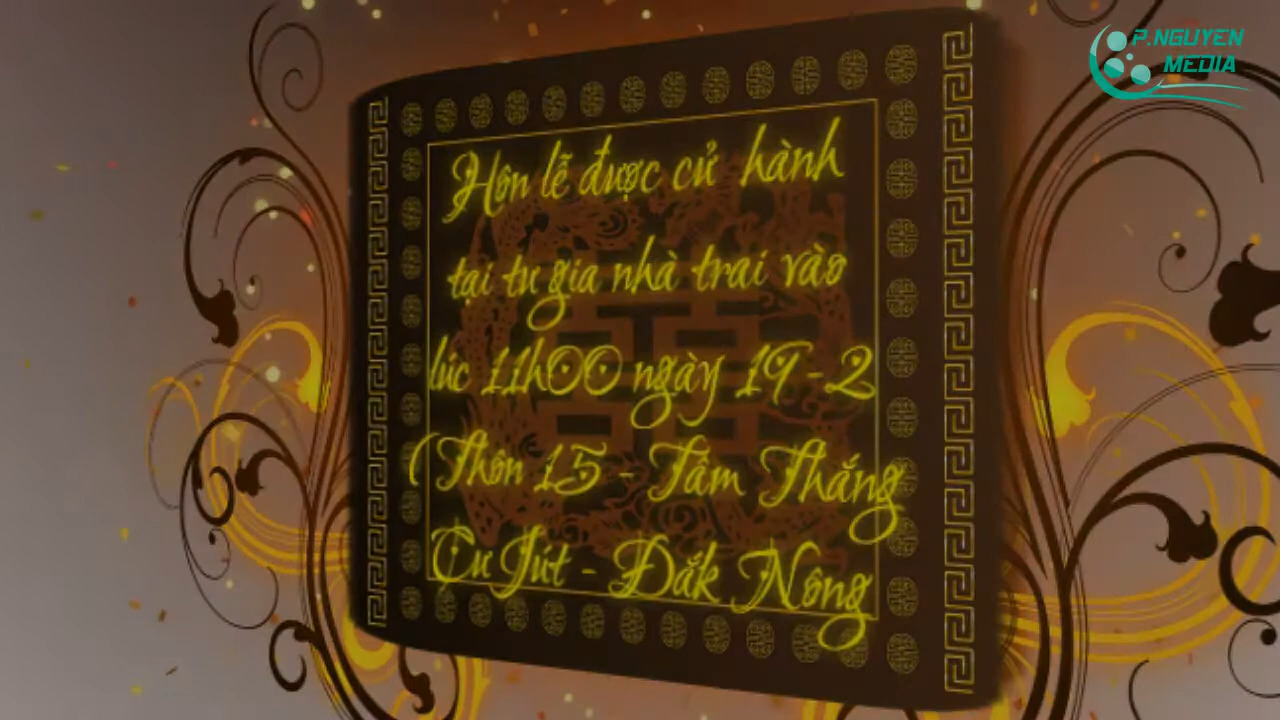 P.NGUYEN
MEDIA
Hôn lễ được cử hành
tại tư gia nhà trai vào
lúc 11h00 ngày 19-2
(Thôn 15 - Tâm Thắng
Cư Jút - Đắk Nông